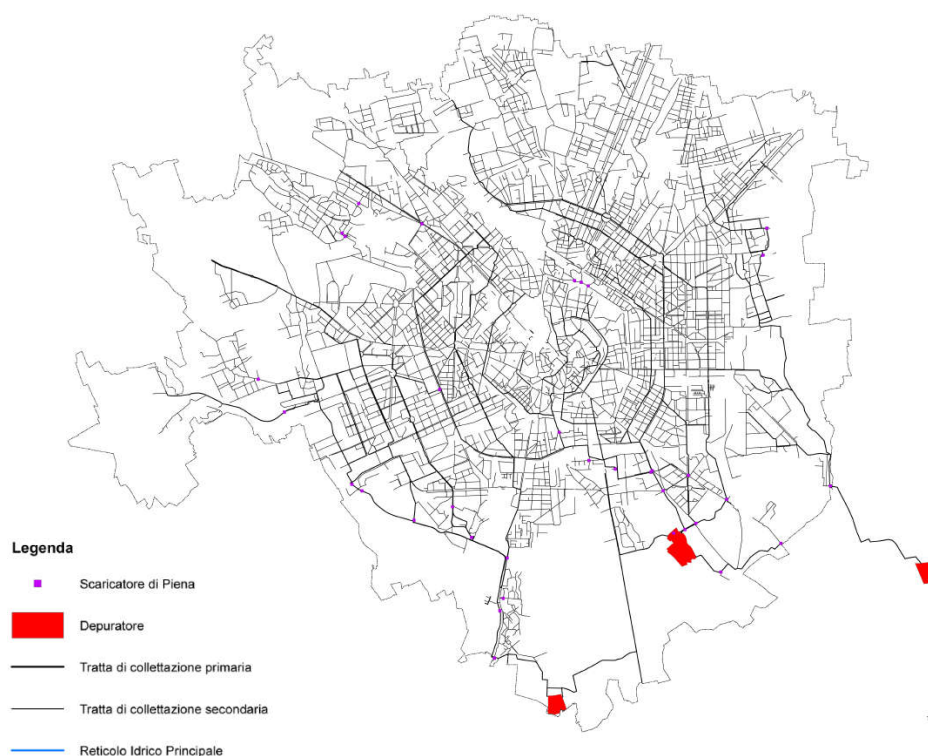 Legenda
Scaricatore di Piena
Depuratore
Tratta di collettazione primaria
Tratta di collettazione secondaria
Reticolo Idrico Principale